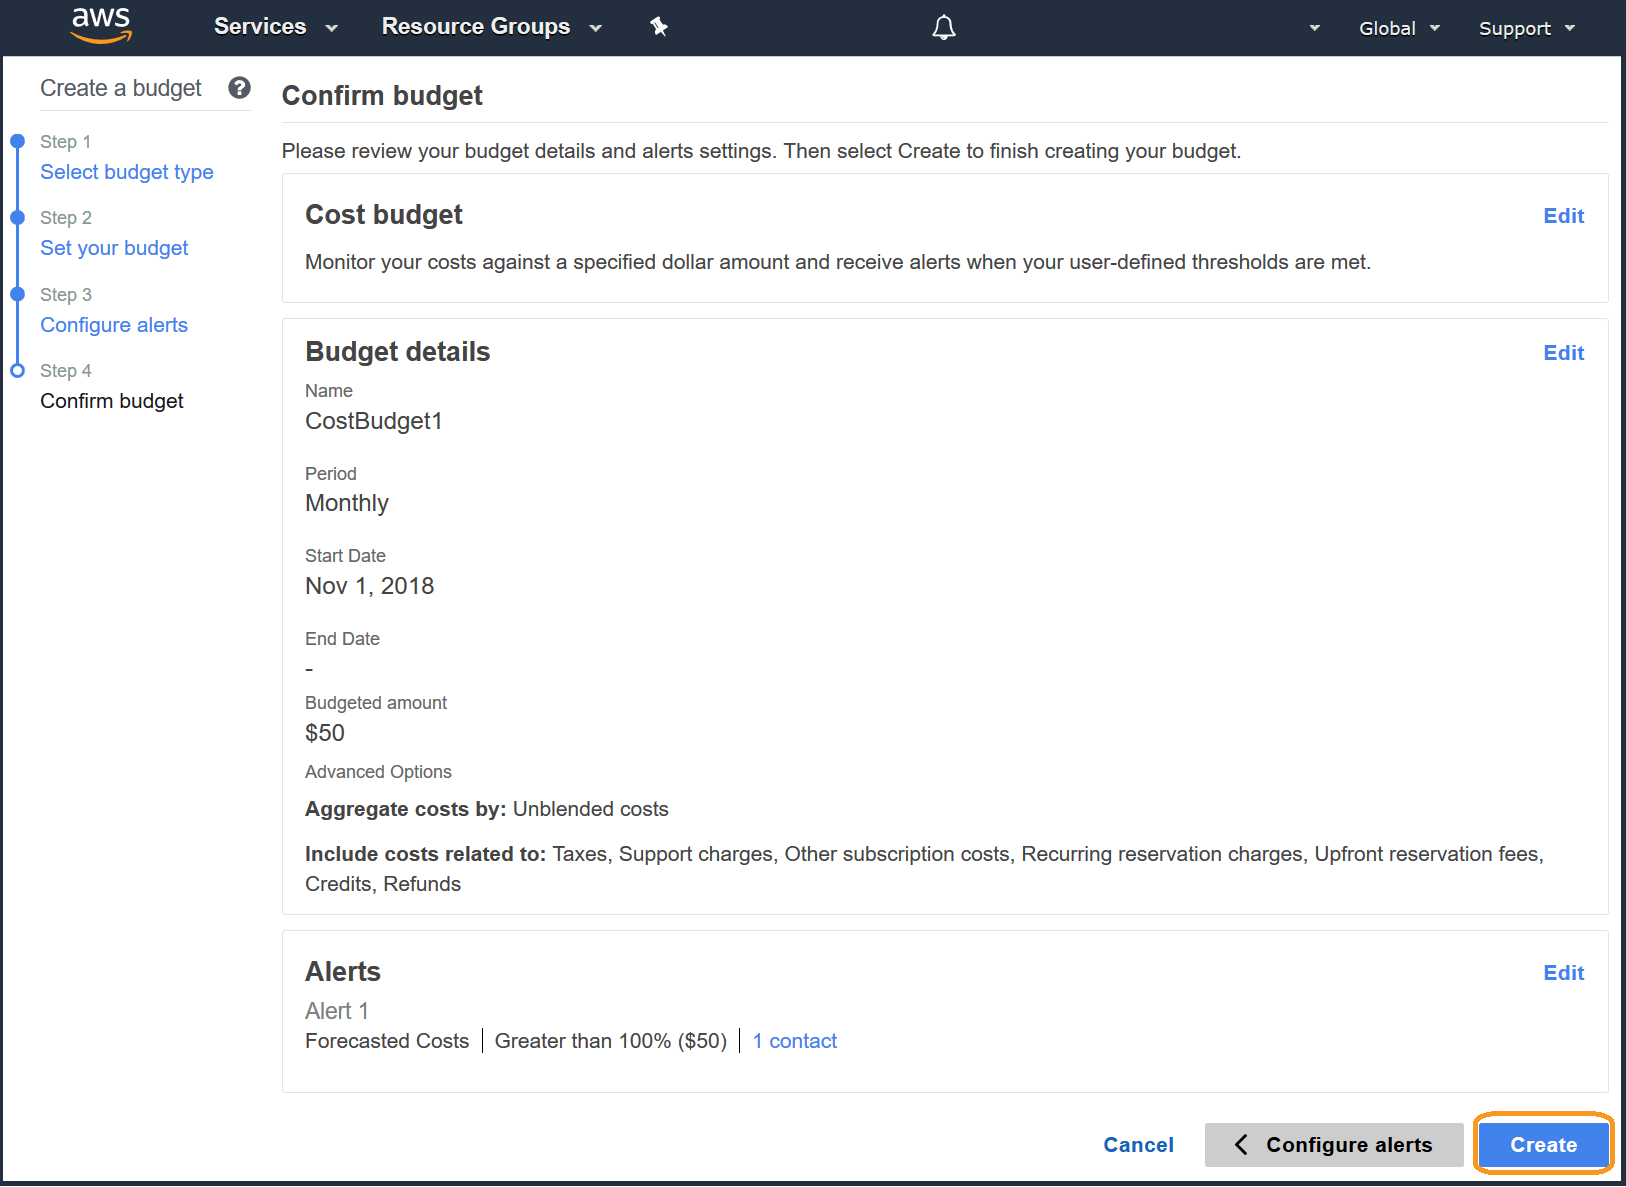 aws Services Resource Groups Global Support
Create a budget ?
Step 1
Select budget type
Step 2
Set your budget
Step 3
Configure alerts
Step 4
Confirm budget
Confirm budget
Please review your budget details and alerts settings. Then select Create to finish creating your budget.
Cost budget Edit
Monitor your costs against a specified dollar amount and receive alerts when your user-defined thresholds are met.
Budget details Edit
Name
CostBudget1
Period
Monthly
Start Date
Nov 1, 2018
End Date
-
Budgeted amount
$50
Advanced Options
Aggregate costs by: Unblended costs
Include costs related to: Taxes, Support charges, Other subscription costs, Recurring reservation charges, Upfront reservation fees,
Credits, Refunds
Alerts Edit
Alert 1
Forecasted Costs | Greater than 100% ($50) | 1 contact
Cancel Configure alerts Create